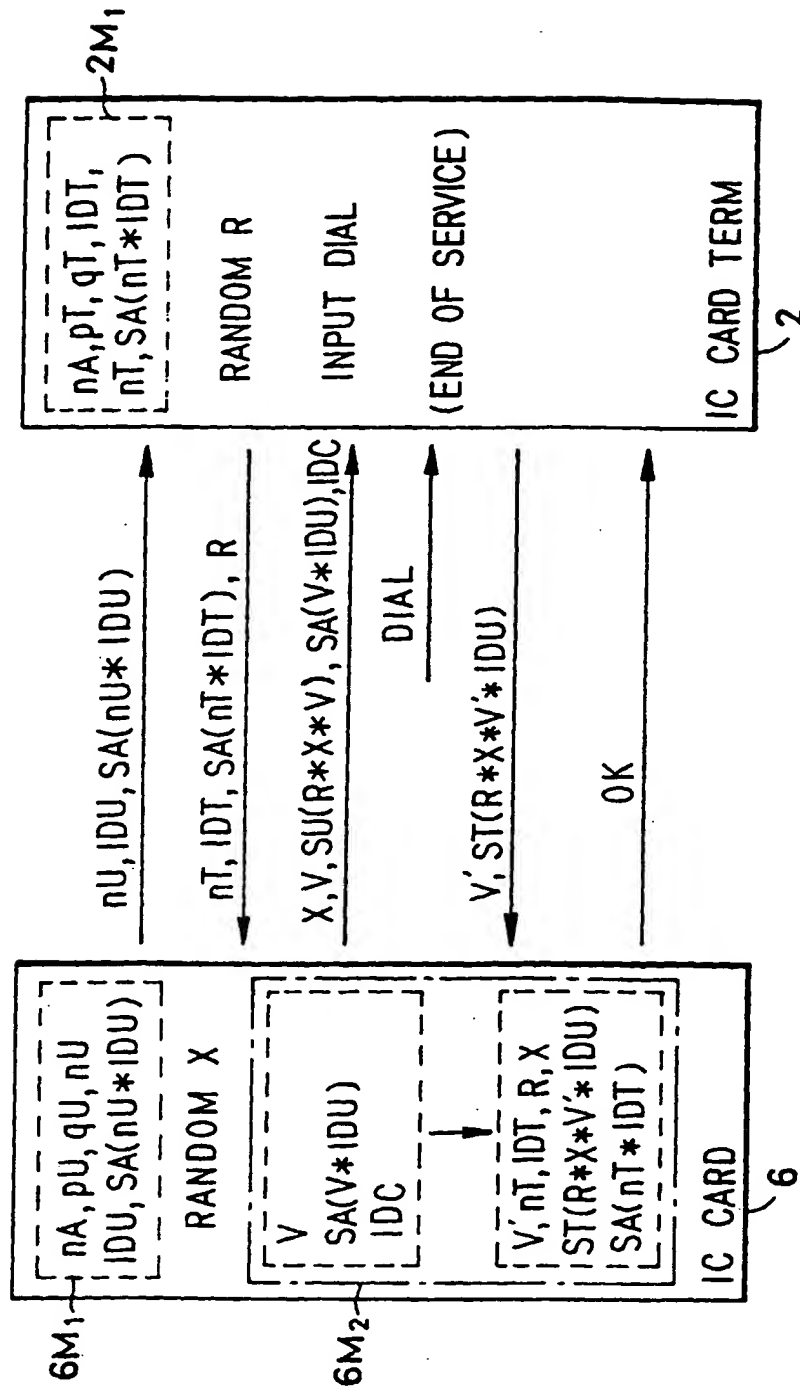 6M₁
nA, pU, qU, nU
IDU, SA(nU*IDU)
RANDOM X
6M₂
V
SA(V*IDU)
IDC
V', nT, IDT, R, X
ST(R*X*V'*IDU)
SA(nT*IDT)
IC CARD
6
nU, IDU, SA(nU*IDU)
nT, IDT, SA(nT*IDT), R
X, V, SU(R*X*V), SA(V*IDU), IDC
DIAL
V', ST(R*X*V'*IDU)
OK
2M₁
nA, pT, qT, IDT,
nT, SA(nT*IDT)
RANDOM R
INPUT DIAL
(END OF SERVICE)
IC CARD TERM
2